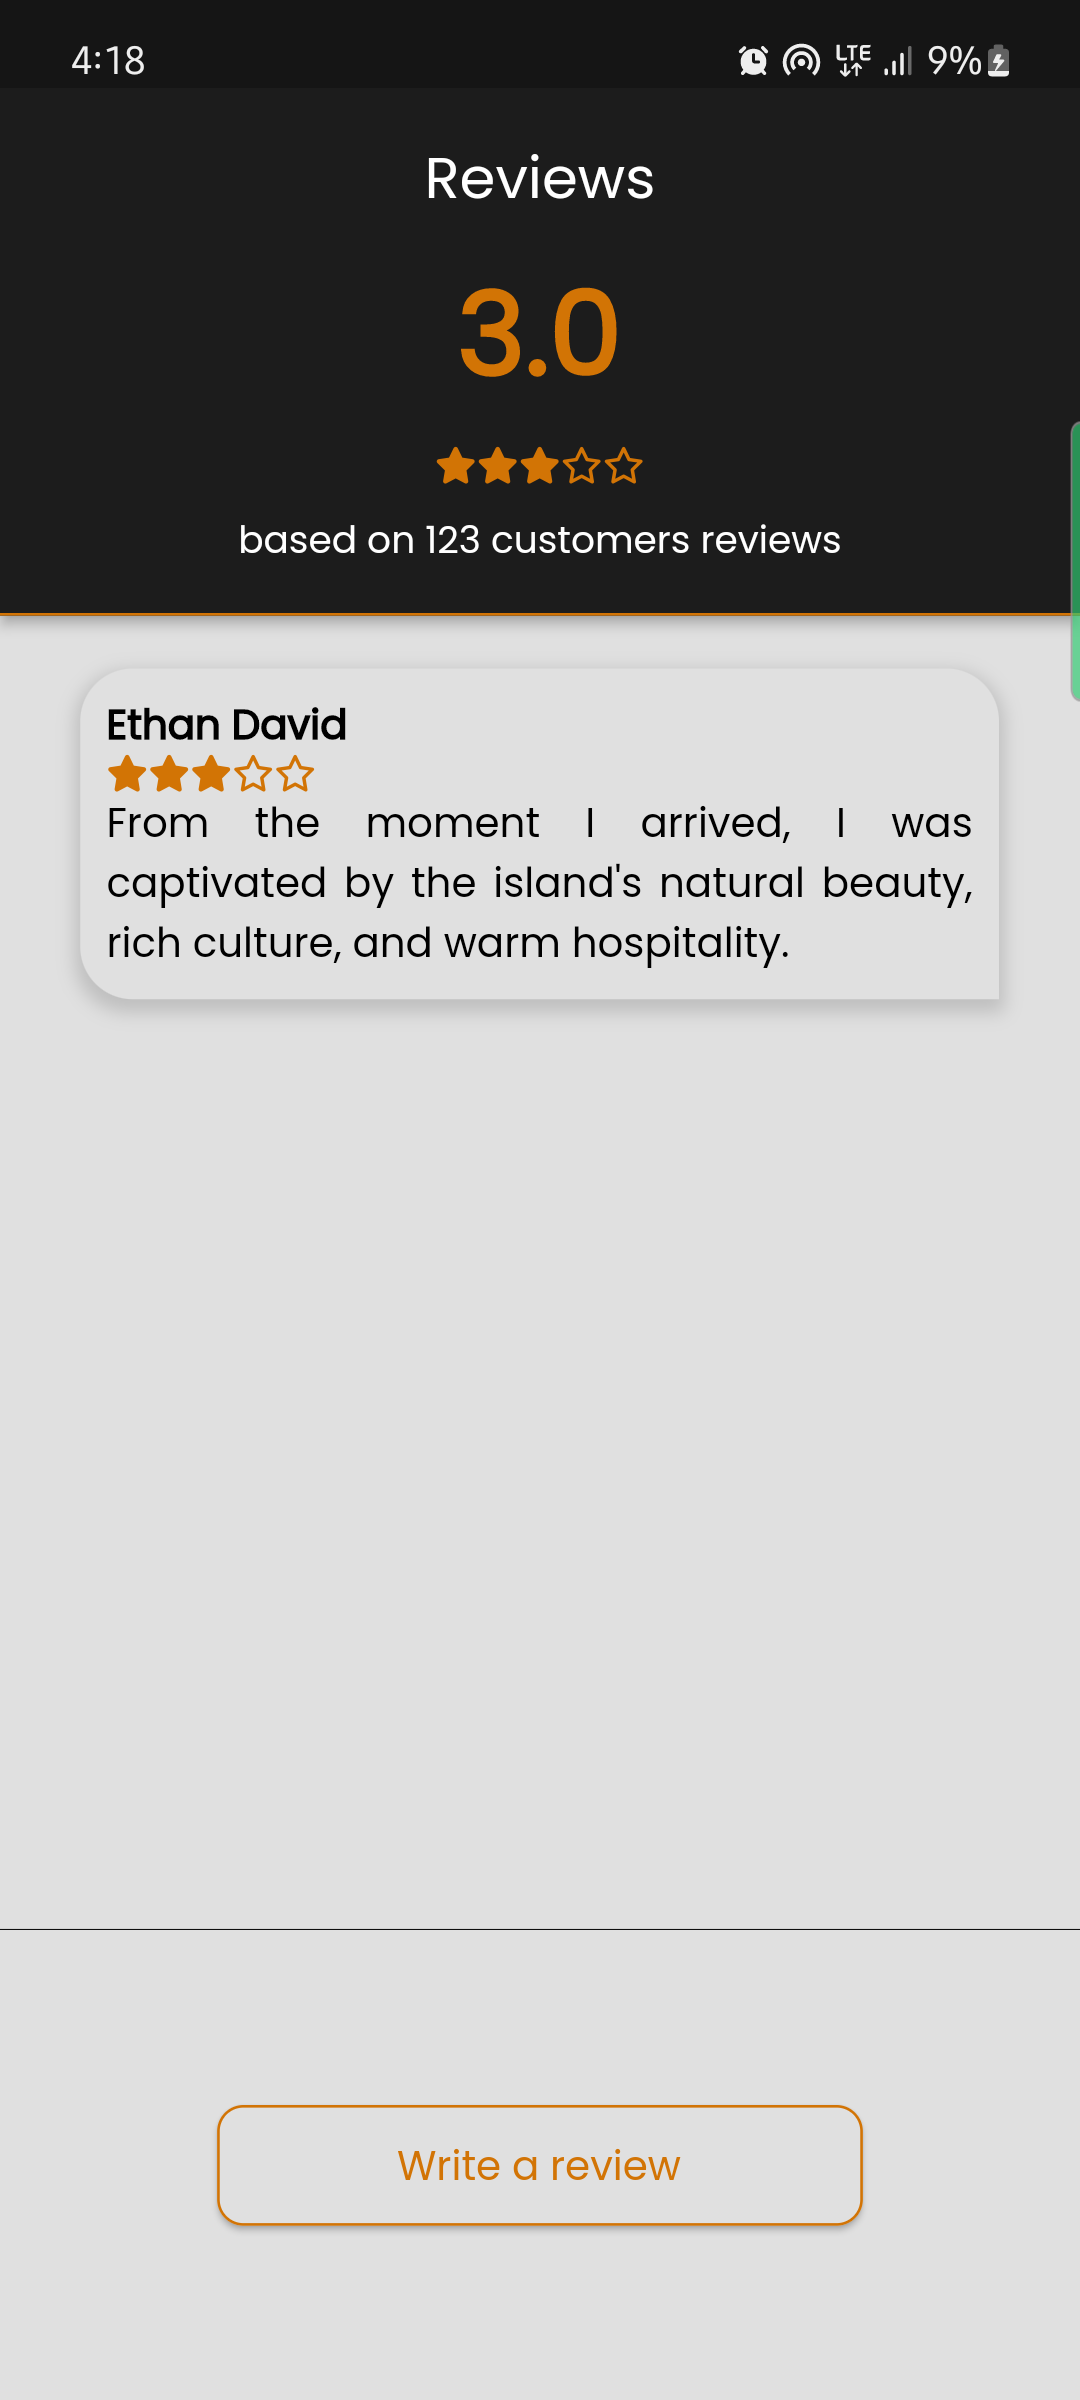 4:18
LTE
9%
Reviews
3.0
based on 123 customers reviews
Ethan David
From the moment I arrived, I was
captivated by the island's natural beauty,
rich culture, and warm hospitality.
Write a review